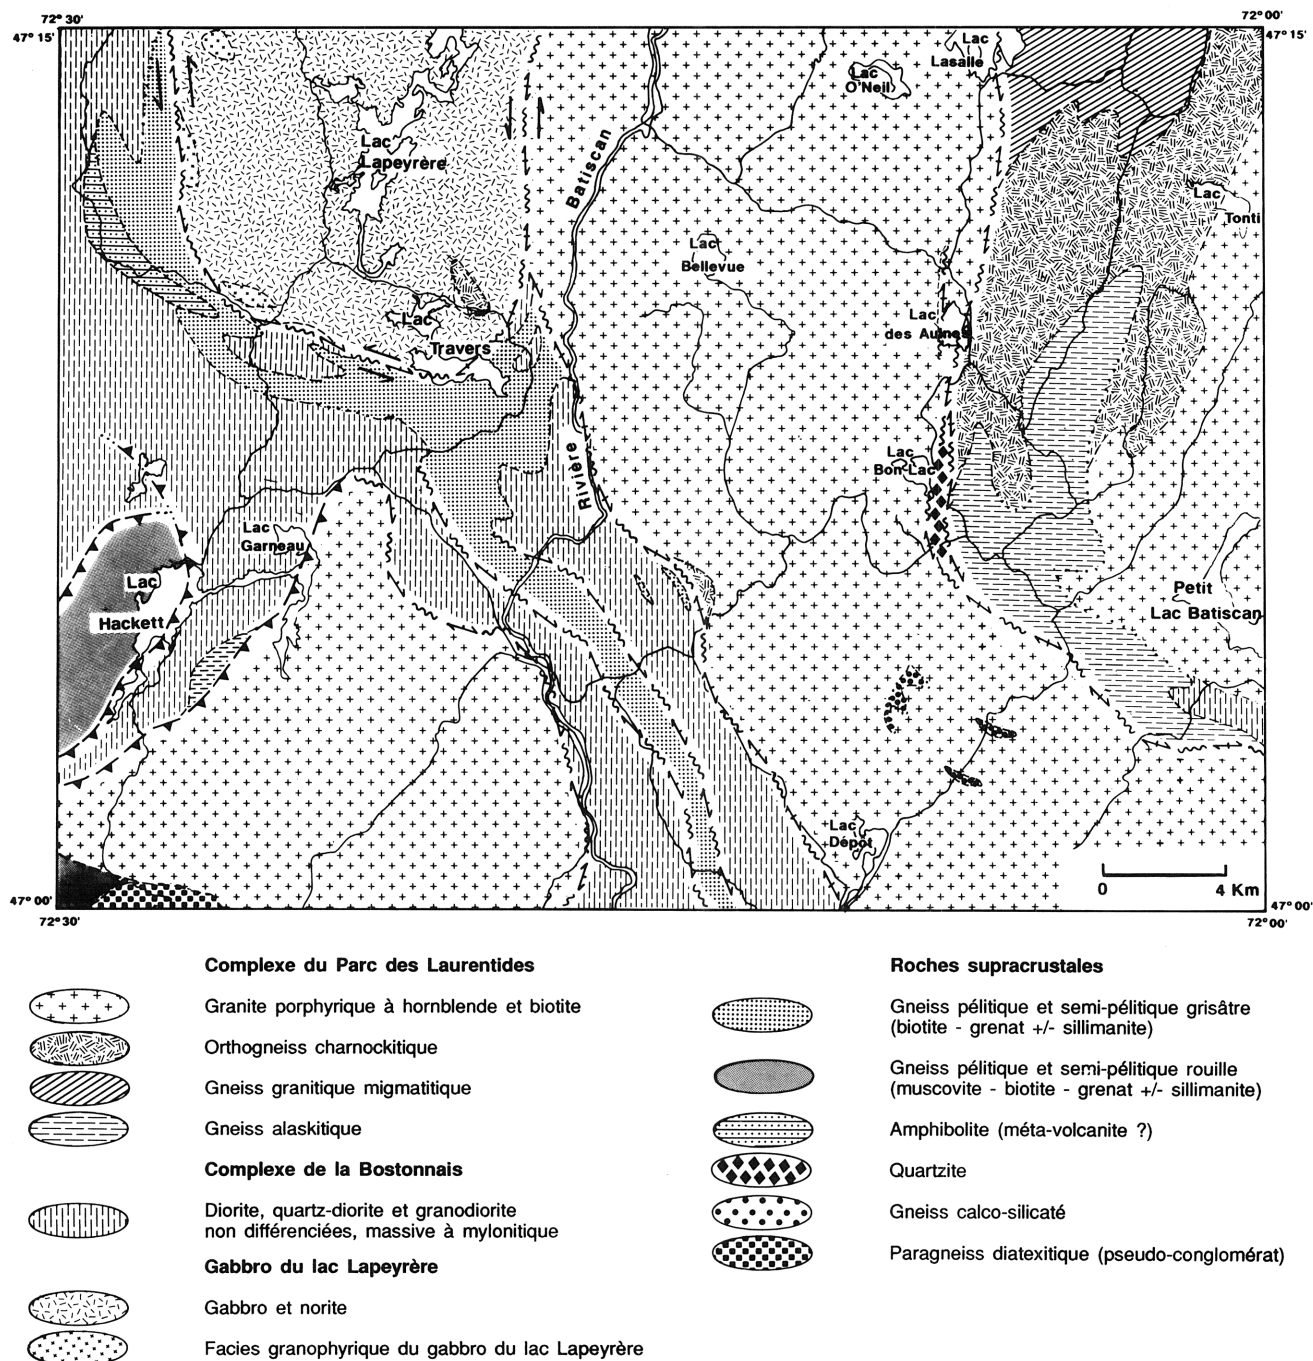 72° 30'
72° 00'
47° 15'
47° 15'
Lac
Lasalle
Lac
O'Neil
Lac
Lapeyrère
Batiscan
Lac
Tonti
Lac
Bellevue
Lac
des Aulnes
Lac
Travers
Rivière
Lac
Bon-Lac
Lac
Garneau
Lac
Hackett
Petit
Lac Batiscan
Lac
Dépôt
0 4 Km
47° 00'
47° 00'
72° 30'
72° 00'
Complexe du Parc des Laurentides
Granite porphyrique à hornblende et biotite
Orthogneiss charnockitique
Gneiss granitique migmatitique
Gneiss alaskitique
Complexe de la Bostonnais
Diorite, quartz-diorite et granodiorite
non différenciées, massive à mylonitique
Gabbro du lac Lapeyrère
Gabbro et norite
Facies granophyrique du gabbro du lac Lapeyrère
Roches supracrustales
Gneiss pélitique et semi-pélitique grisâtre
(biotite - grenat +/- sillimanite)
Gneiss pélitique et semi-pélitique rouille
(muscovite - biotite - grenat +/- sillimanite)
Amphibolite (méta-volcanite ?)
Quartzite
Gneiss calco-silicaté
Paragneiss diatexitique (pseudo-conglomérat)